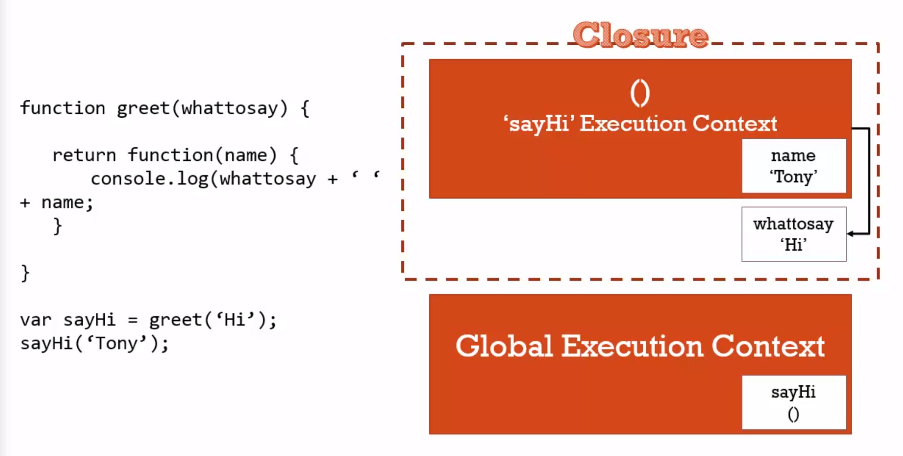 function greet(whattosay) {
return function(name) {
console.log(whattosay + ‘ ‘
+ name;
}
}
var sayHi = greet(‘Hi’);
sayHi(‘Tony’);
Closure
()
‘sayHi’ Execution Context
name
‘Tony’
whattosay
‘Hi’
Global Execution Context
sayHi
()